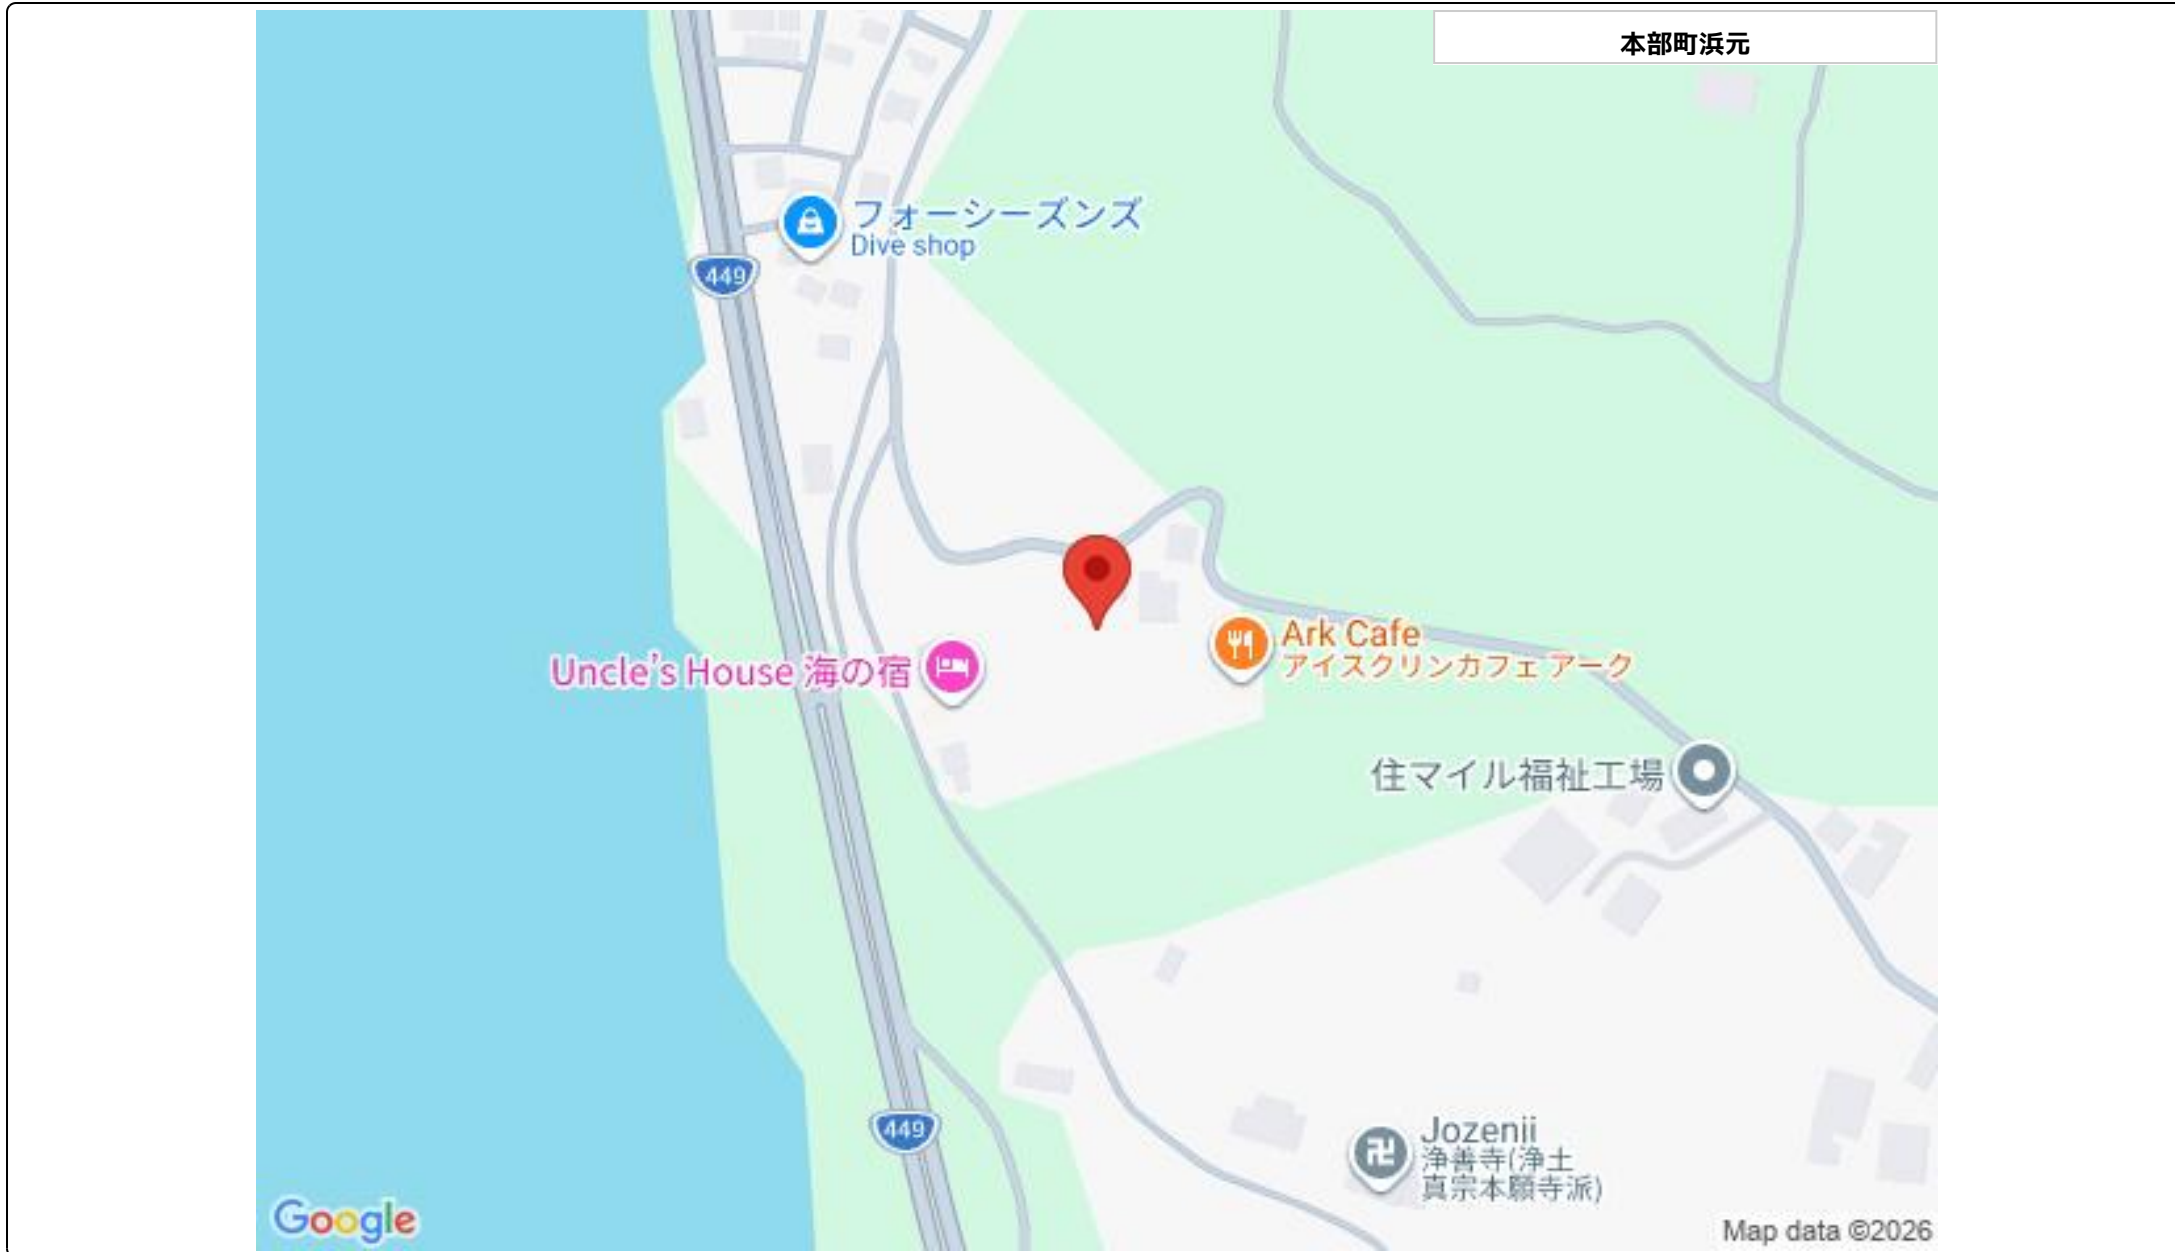 本部町浜元
フォーシーズンズ
Dive shop
449
Ark Cafe
アイスクリンカフェ アーク
Uncle's House 海の宿
住マイル福祉工場
449
Jozenji
浄善寺(浄土
真宗本願寺派)
Google
Map data ©2026